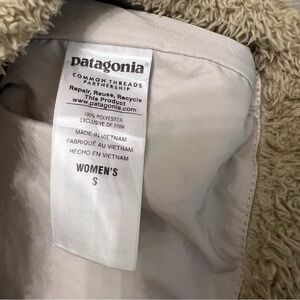 patagonia®
COMMON THREADS
PARTNERSHIP
Repair, Reuse, Recycle
This Product
www.patagonia.com
100% POLYESTER
EXCLUSIVE OF TRIM
MADE IN VIETNAM
FABRIQUÉ AU VIETNAM
HECHO EN VIETNAM
WOMEN'S
S